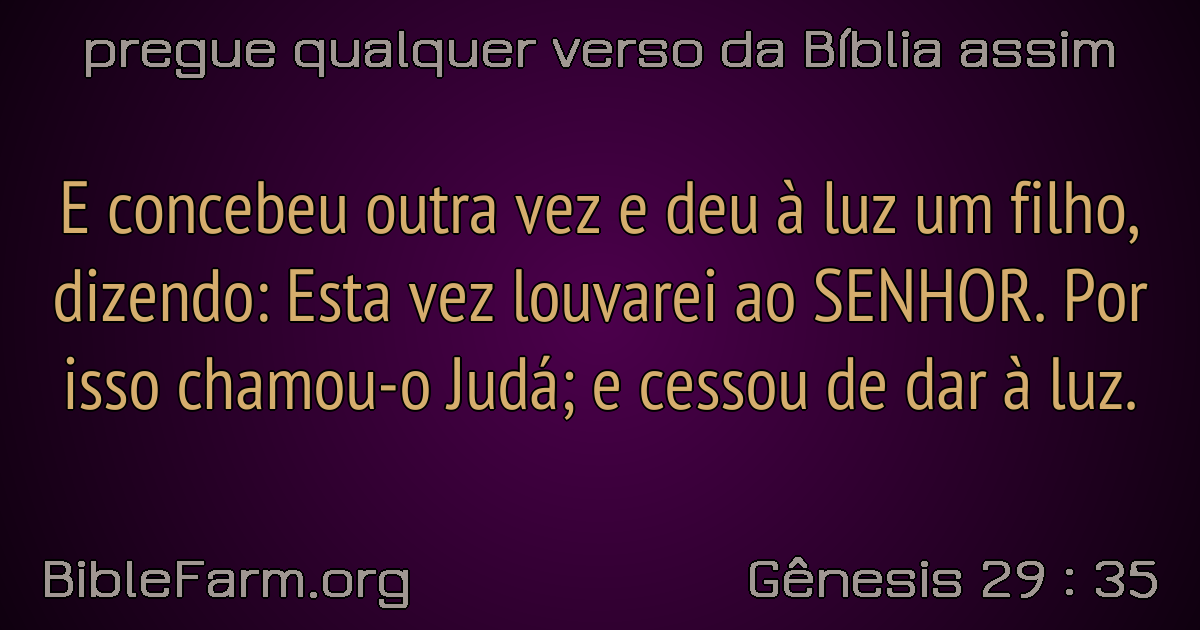 pregue qualquer verso da Bíblia assim
E concebeu outra vez e deu à luz um filho,
dizendo: Esta vez louvarei ao SENHOR. Por
isso chamou-o Judá; e cessou de dar à luz.
BibleFarm.org
Gênesis 29 : 35